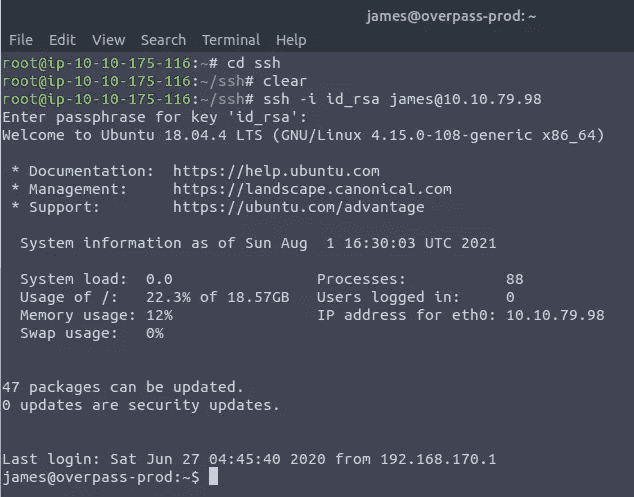 james@overpass-prod: ~
File Edit View Search Terminal Help
root@ip-10-10-175-116:~# cd ssh
root@ip-10-10-175-116:~/ssh# clear
root@ip-10-10-175-116:~/ssh# ssh -i id_rsa james@10.10.79.98
Enter passphrase for key 'id_rsa':
Welcome to Ubuntu 18.04.4 LTS (GNU/Linux 4.15.0-108-generic x86_64)
* Documentation: https://help.ubuntu.com
* Management: https://landscape.canonical.com
* Support: https://ubuntu.com/advantage
System information as of Sun Aug 1 16:30:03 UTC 2021
System load: 0.0 Processes: 88
Usage of /: 22.3% of 18.57GB Users logged in: 0
Memory usage: 12% IP address for eth0: 10.10.79.98
Swap usage: 0%
47 packages can be updated.
0 updates are security updates.
Last login: Sat Jun 27 04:45:40 2020 from 192.168.170.1
james@overpass-prod:~$